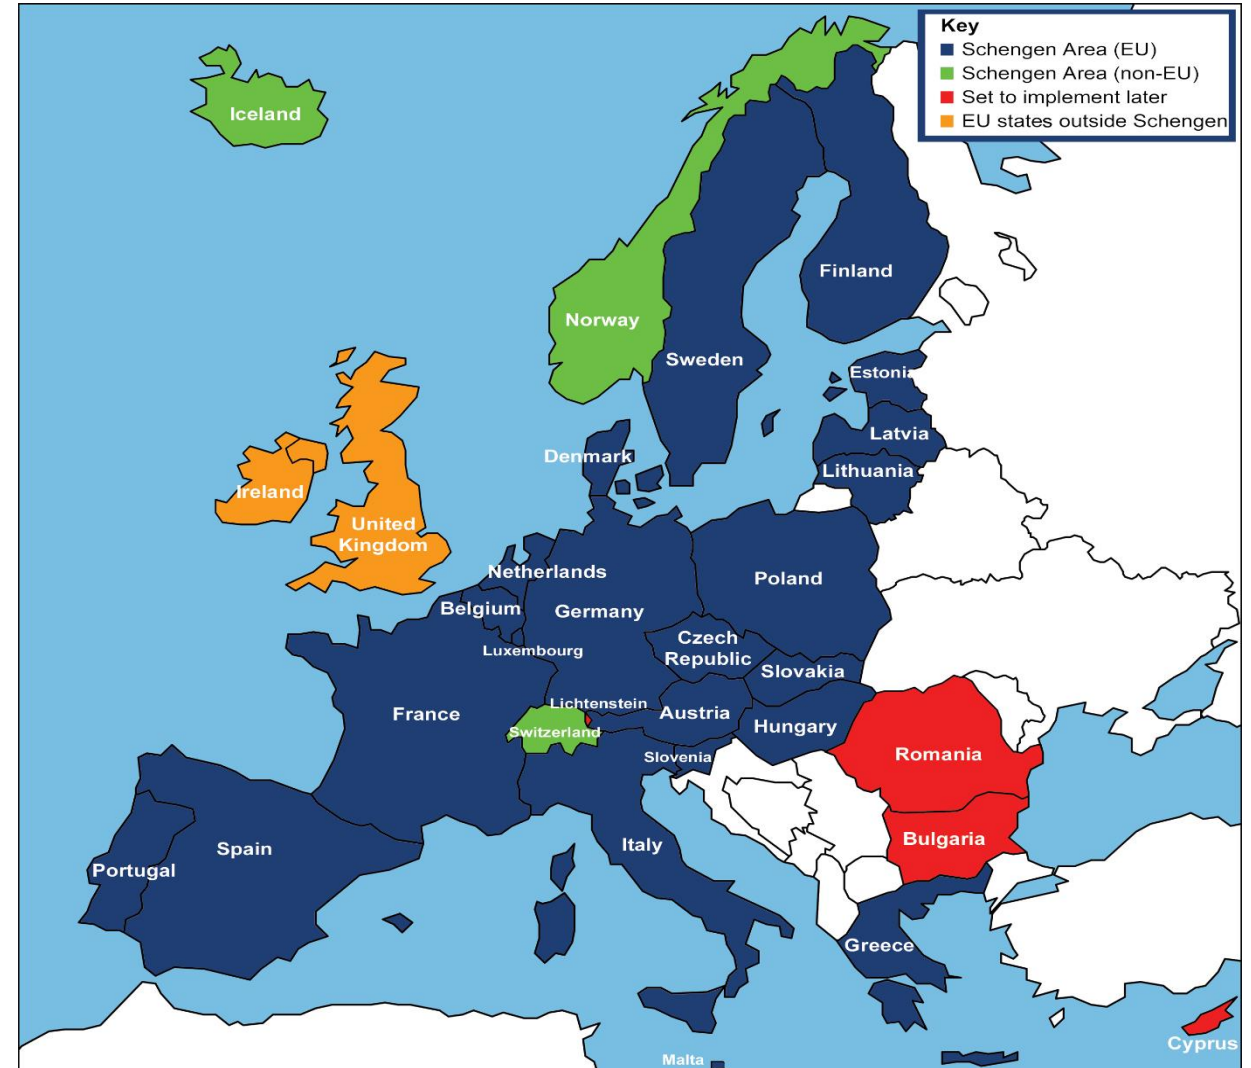 Key
Schengen Area (EU)
Schengen Area (non-EU)
Set to implement later
EU states outside Schengen
Iceland
Finland
Norway
Sweden
Estonia
Latvia
Denmark
Lithuania
Ireland
United
Kingdom
Netherlands
Poland
Belgium
Germany
Czech
Republic
Luxembourg
Slovakia
Lichtenstein
France
Austria
Hungary
Switzerland
Slovenia
Romania
Bulgaria
Italy
Spain
Portugal
Greece
Cyprus
Malta